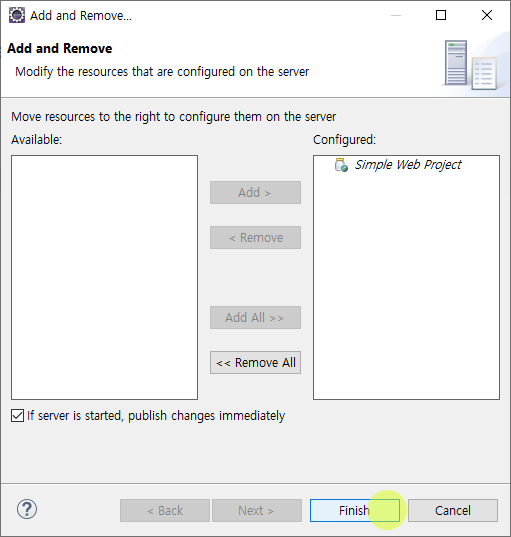 Add and Remove...
Add and Remove
Modify the resources that are configured on the server
Move resources to the right to configure them on the server
Available:
Configured:
Simple Web Project
Add >
< Remove
Add All >>
<< Remove All
If server is started, publish changes immediately
?
< Back
Next >
Finish
Cancel